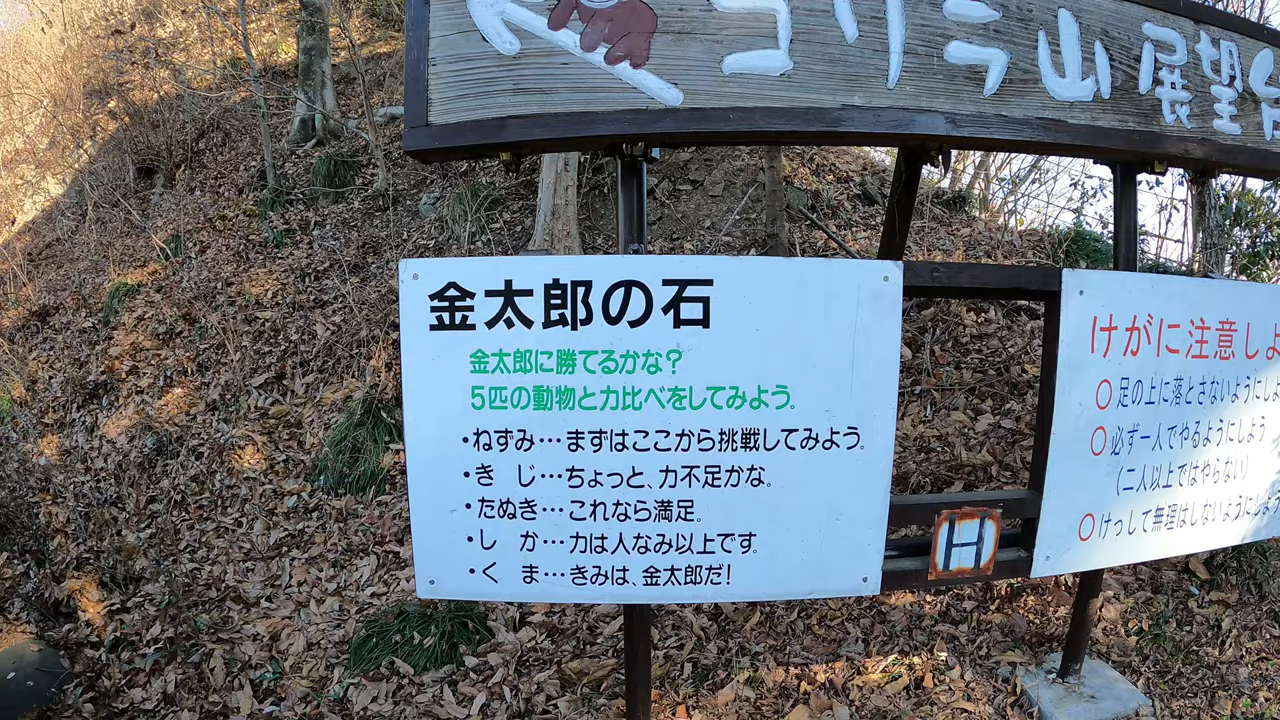 ゴリラ山展望台
金太郎の石
金太郎に勝てるかな？
5匹の動物と力比べをしてみよう。
・ねずみ…まずはここから挑戦してみよう。
・き　じ…ちょっと、力不足かな。
・たぬき…これなら満足。
・し　か…力は人なみ以上です。
・く　ま…きみは、金太郎だ！
H
けがに注意しよ
○足の上に落とさないようにしよ
○必ず一人でやるようにしよう
（二人以上ではやらない）
○けっして無理はしないようにしよう